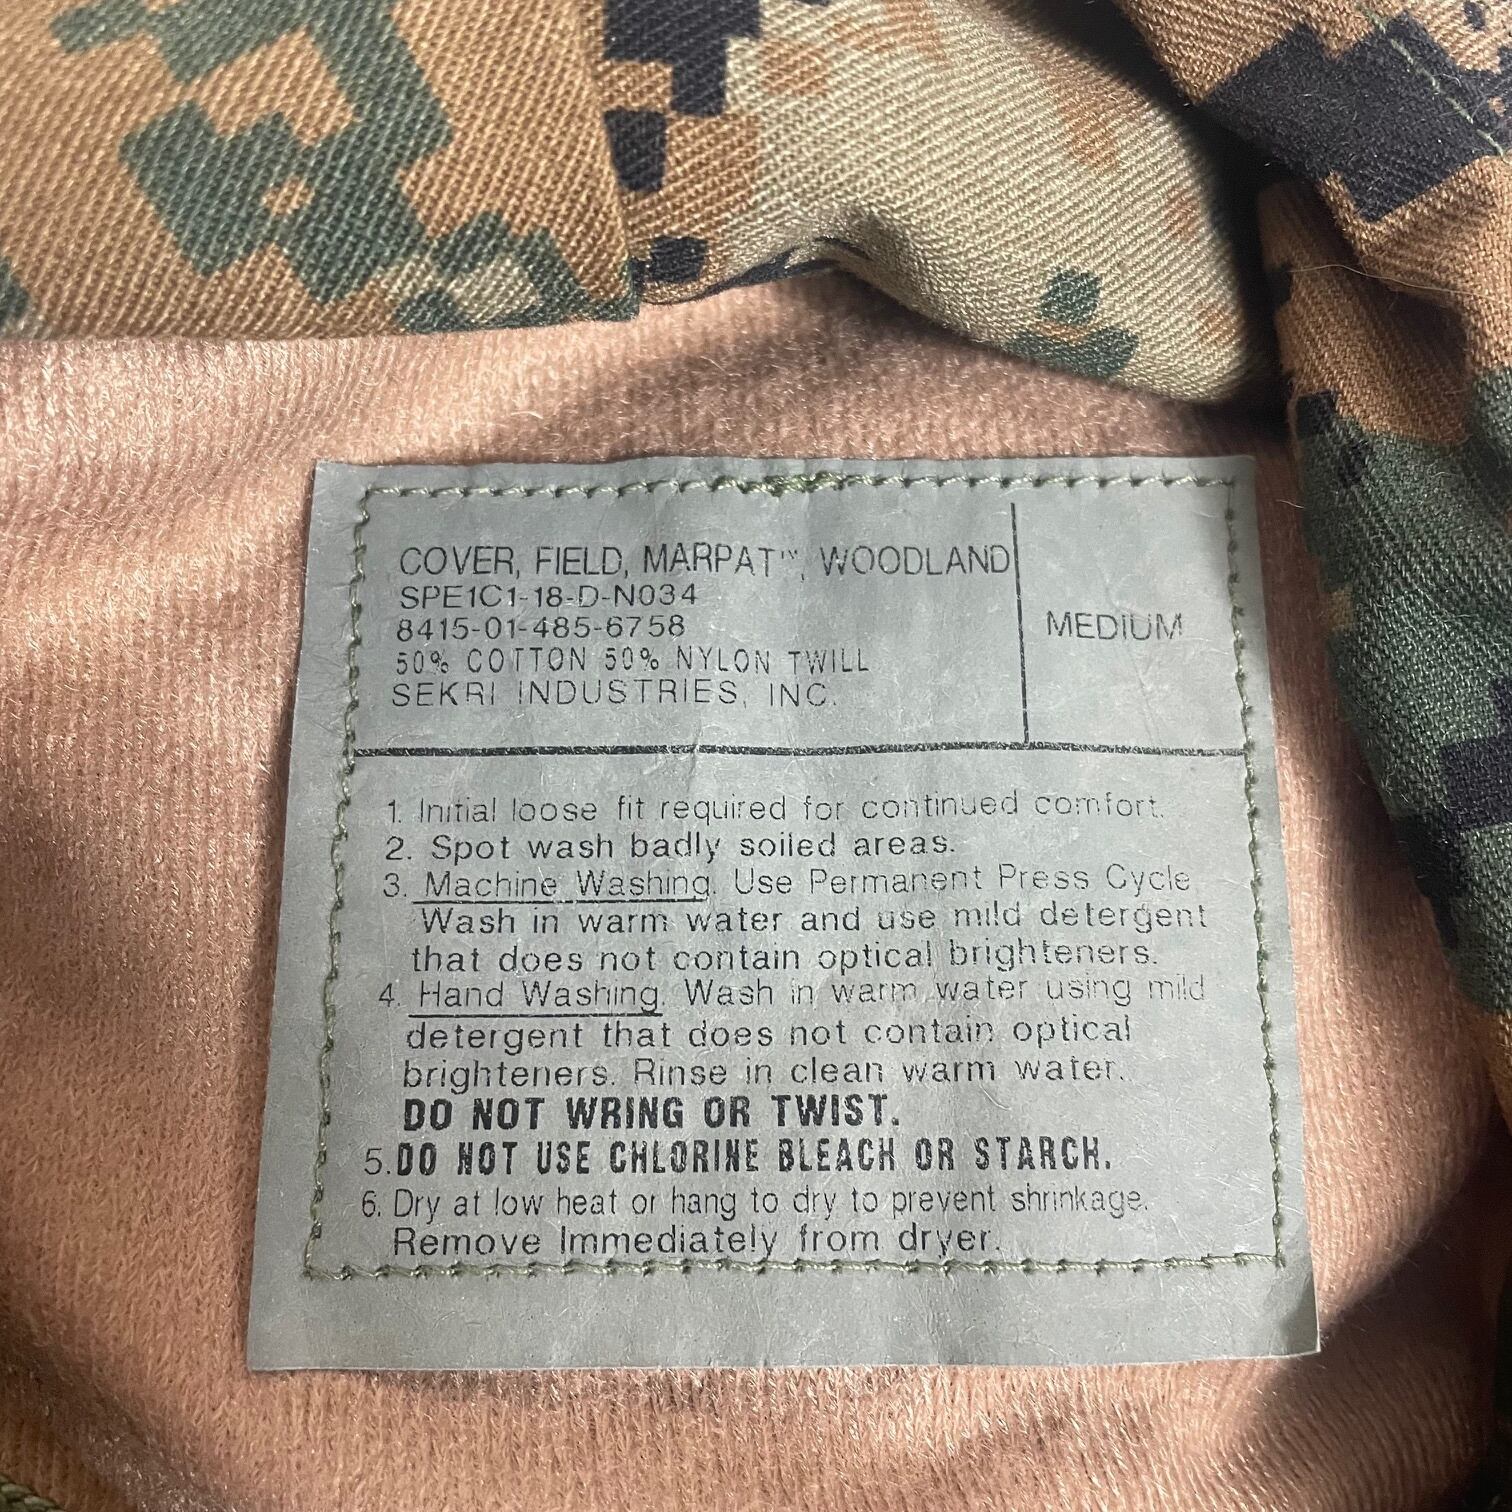 COVER, FIELD, MARPAT™, WOODLAND
SPE1C1-18-D-N034
8415-01-485-6758
50% COTTON 50% NYLON TWILL
SEKRI INDUSTRIES, INC.
MEDIUM
1. Initial loose fit required for continued comfort.
2. Spot wash badly soiled areas.
3. Machine Washing. Use Permanent Press Cycle
Wash in warm water and use mild detergent
that does not contain optical brighteners.
4. Hand Washing. Wash in warm water using mild
detergent that does not contain optical
brighteners. Rinse in clean warm water.
DO NOT WRING OR TWIST.
5. DO NOT USE CHLORINE BLEACH OR STARCH.
6. Dry at low heat or hang to dry to prevent shrinkage.
Remove Immediately from dryer.